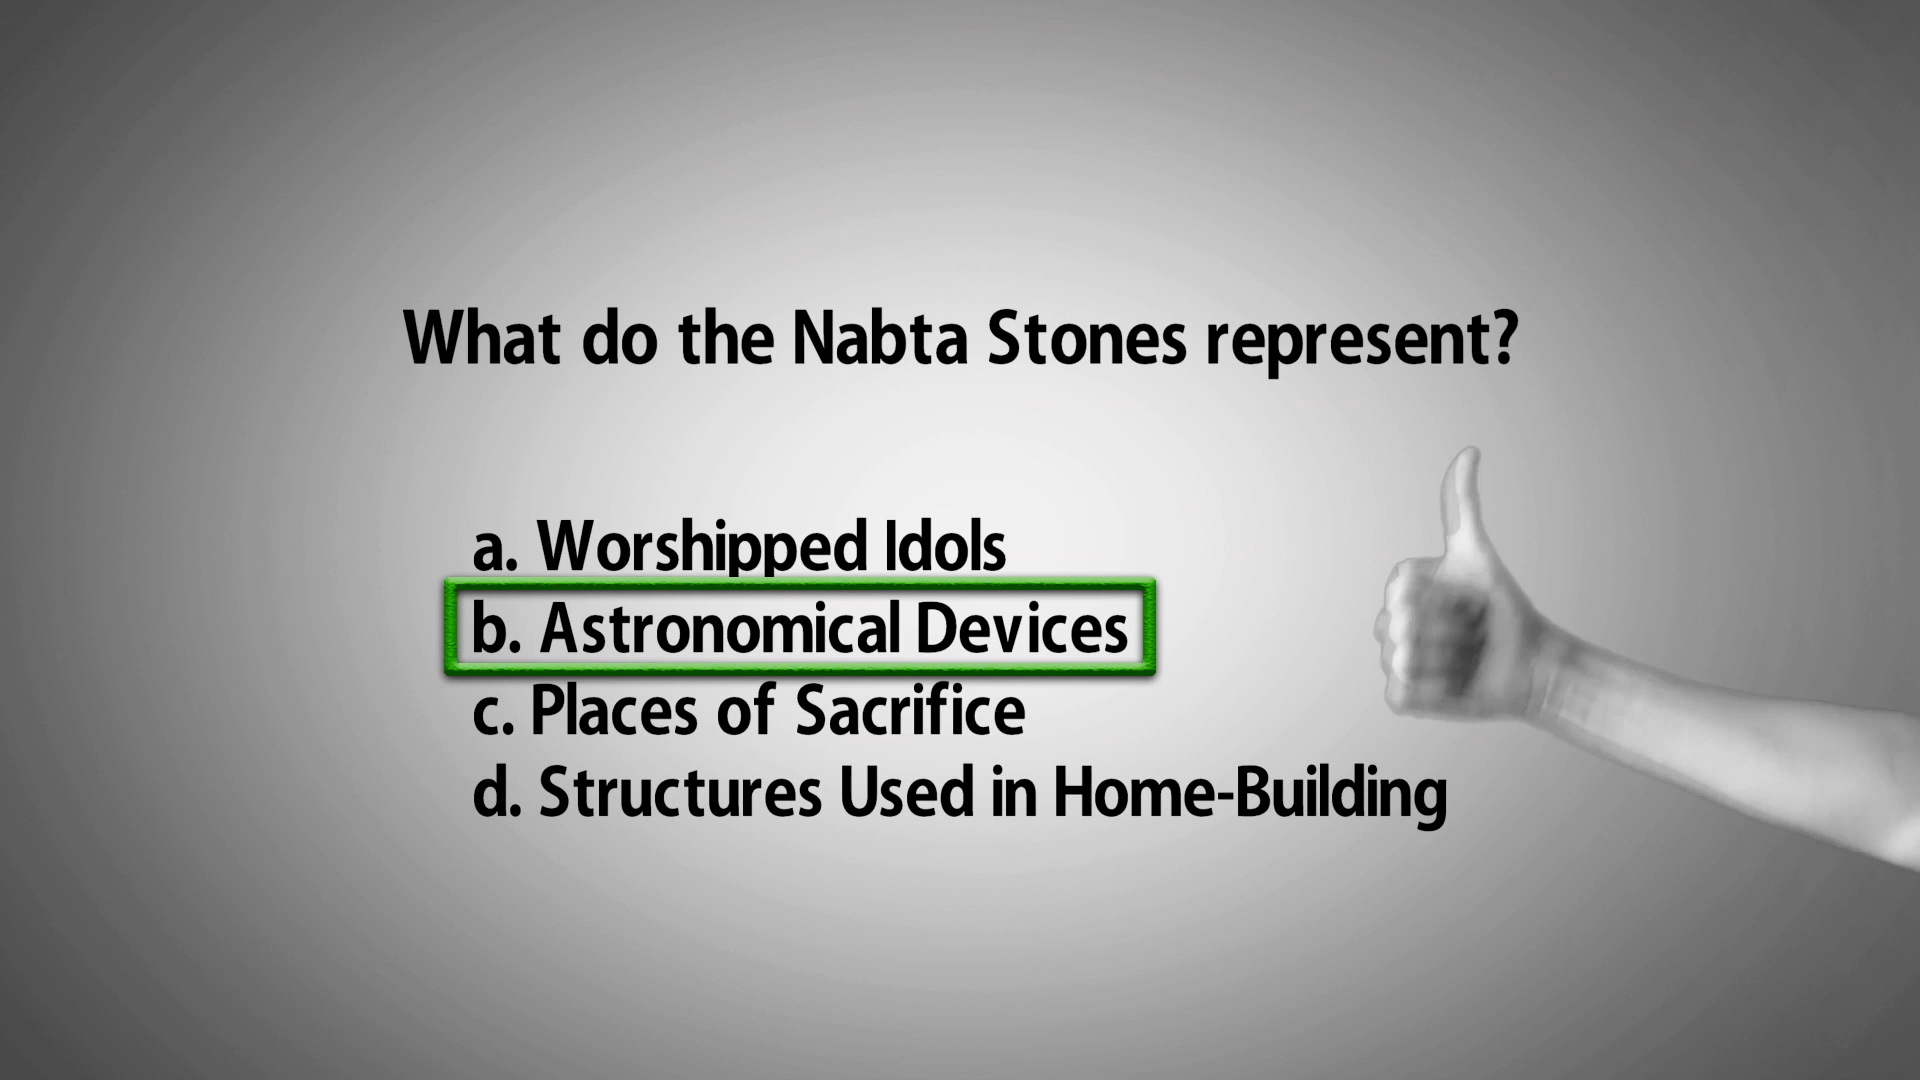 What do the Nabta Stones represent?
a. Worshipped Idols
b. Astronomical Devices
c. Places of Sacrifice
d. Structures Used in Home-Building